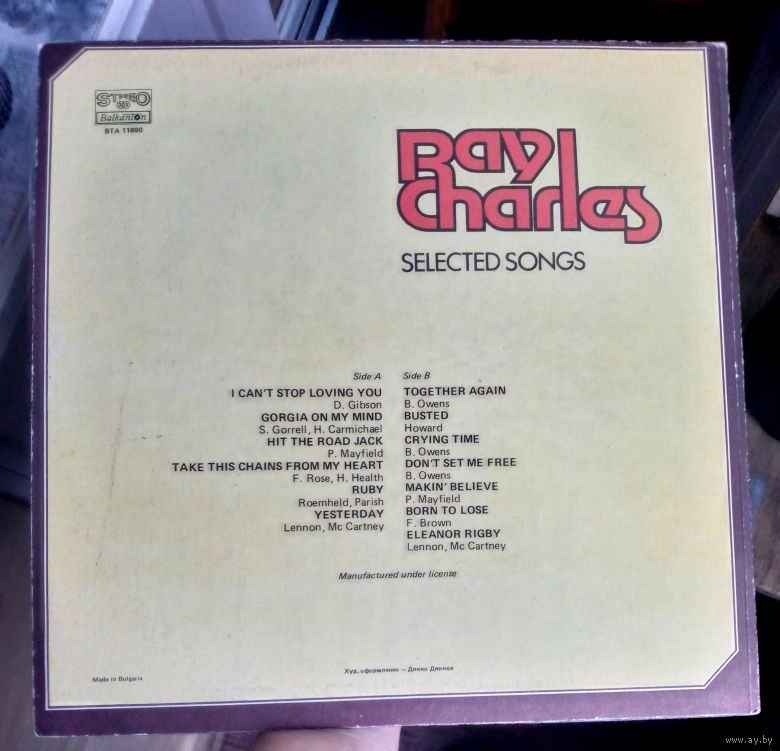 STEREO
Balkanton
BTA 11890
Ray
Charles
SELECTED SONGS
Side A
I CAN'T STOP LOVING YOU
D. Gibson
GORGIA ON MY MIND
S. Gorrell, H. Carmichael
HIT THE ROAD JACK
P. Mayfield
TAKE THIS CHAINS FROM MY HEART
F. Rose, H. Health
RUBY
Roemheld, Parish
YESTERDAY
Lennon, Mc Cartney
Side B
TOGETHER AGAIN
B. Owens
BUSTED
Howard
CRYING TIME
B. Owens
DON'T SET ME FREE
B. Owens
MAKIN' BELIEVE
P. Mayfield
BORN TO LOSE
F. Brown
ELEANOR RIGBY
Lennon, Mc Cartney
Manufactured under license
Худ. оформление — Дянко Дянков
Made in Bulgaria
www.ay.by